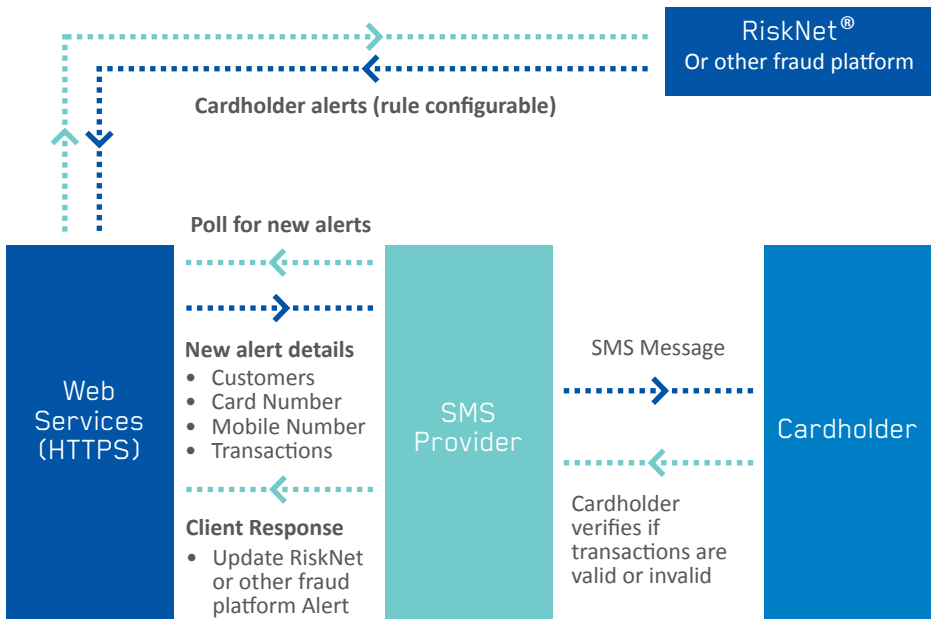 RiskNet®
Or other fraud platform
Cardholder alerts (rule configurable)
Poll for new alerts
Web
Services
(HTTPS)
New alert details
• Customers
• Card Number
• Mobile Number
• Transactions
Client Response
• Update RiskNet
or other fraud
platform Alert
SMS
Provider
SMS Message
Cardholder
verifies if
transactions are
valid or invalid
Cardholder